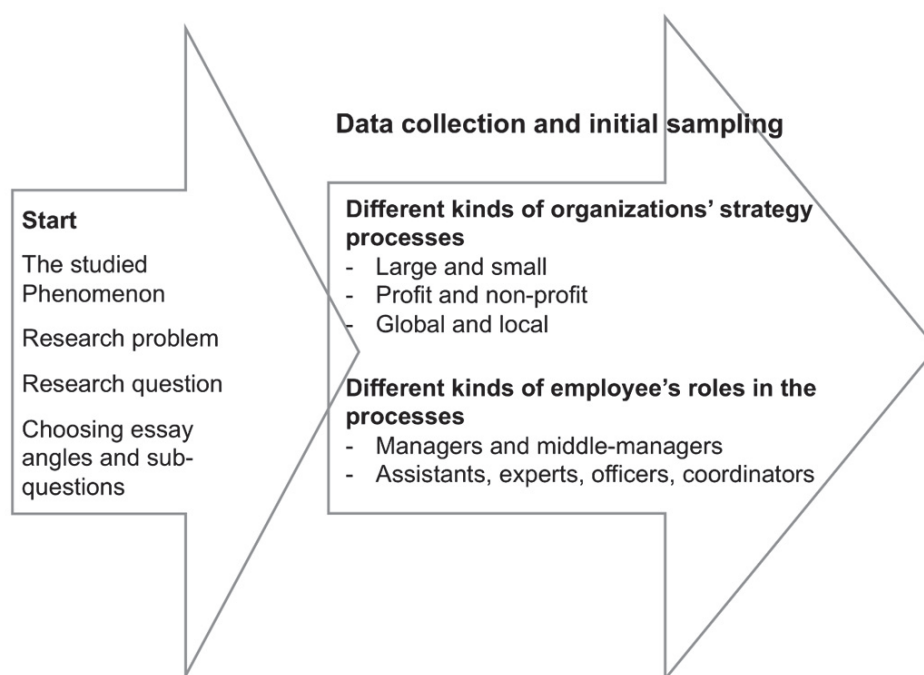 Data collection and initial sampling
Start
The studied
Phenomenon
Research problem
Research question
Choosing essay
angles and sub-
questions
Different kinds of organizations’ strategy
processes
- Large and small
- Profit and non-profit
- Global and local
Different kinds of employee’s roles in the
processes
- Managers and middle-managers
- Assistants, experts, officers, coordinators